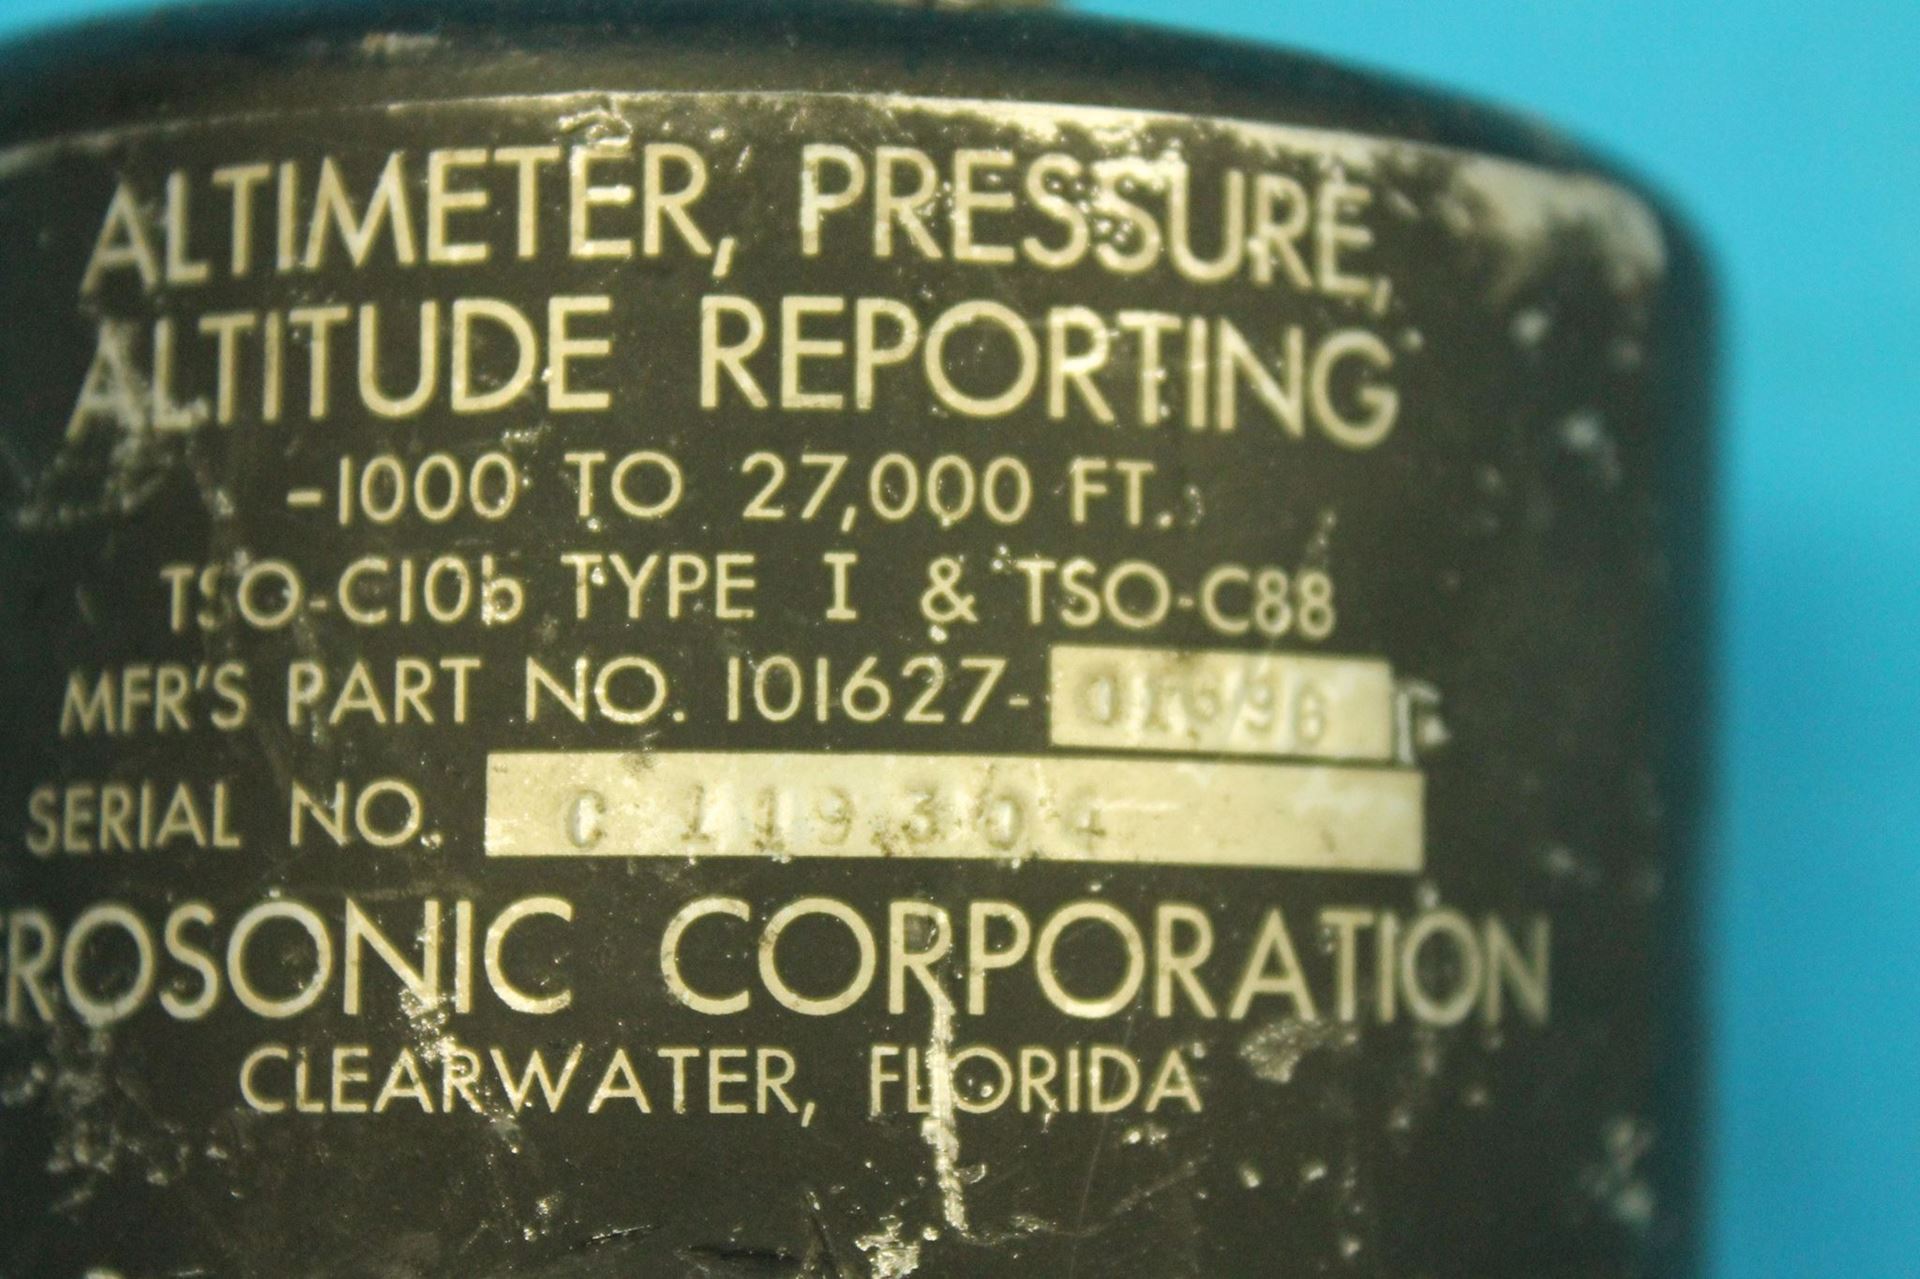 ALTIMETER, PRESSURE,
ALTITUDE REPORTING
-1000 TO 27,000 FT.
TSO-C10b TYPE I & TSO-C88
MFR'S PART NO. 101627-
SERIAL NO. C 119304
EROSONIC CORPORATION
CLEARWATER, FLORIDA